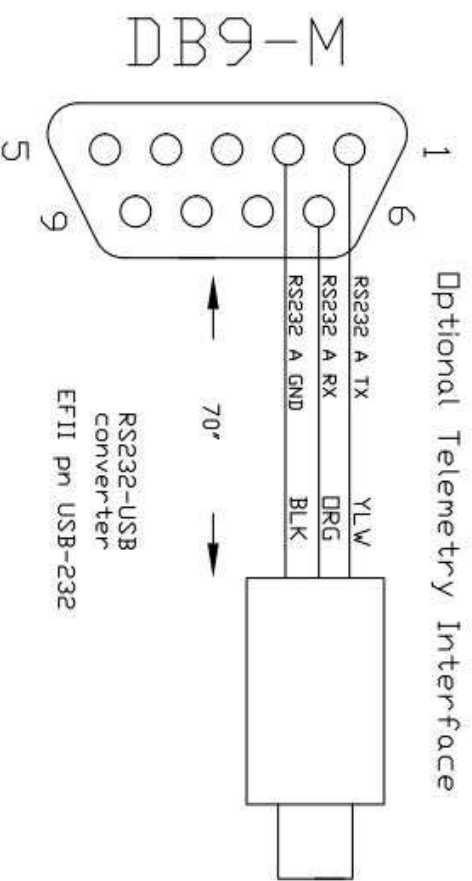 Optional Telemetry Interface
DB9-M
1
6
5
9
RS232 A TX
YLW
RS232 A RX
ORG
RS232 A GND
BLK
70"
RS232-USB
converter
EFII pn USB-232